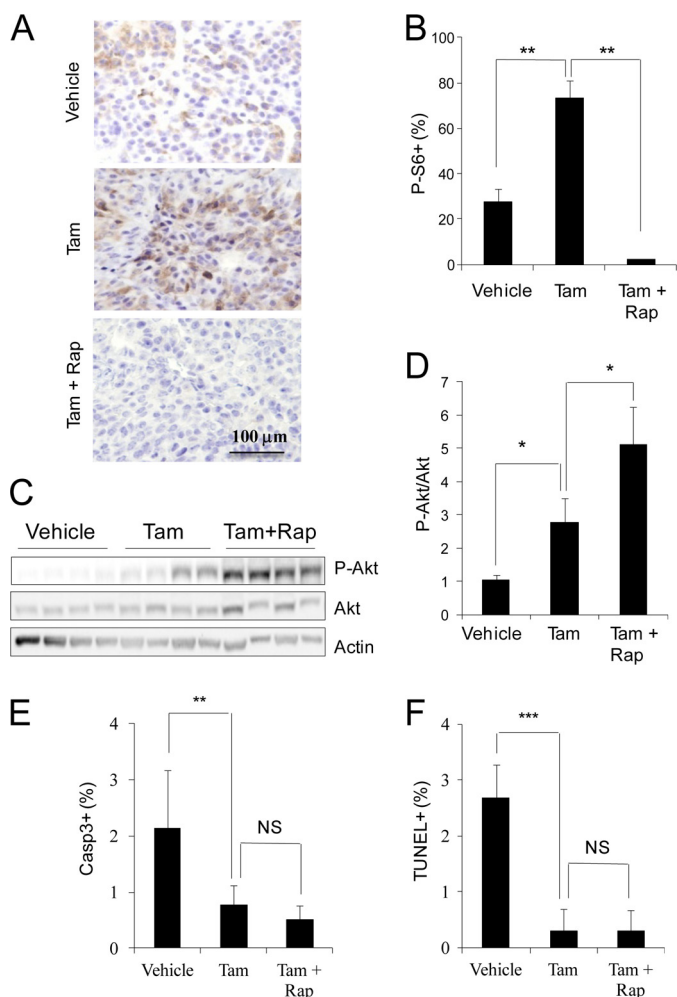 A
Vehicle
Tam
Tam + Rap
100 µm
B
P-S6+ (%)
100
80
60
40
20
0
**
**
Vehicle
Tam
Tam +
Rap
C
Vehicle
Tam
Tam+Rap
P-Akt
Akt
Actin
D
P-Akt/Akt
7
6
5
4
3
2
1
0
*
*
Vehicle
Tam
Tam +
Rap
E
Casp3+ (%)
4
3
2
1
0
**
NS
Vehicle
Tam
Tam +
Rap
F
TUNEL+ (%)
4
3
2
1
0
***
NS
Vehicle
Tam
Tam +
Rap